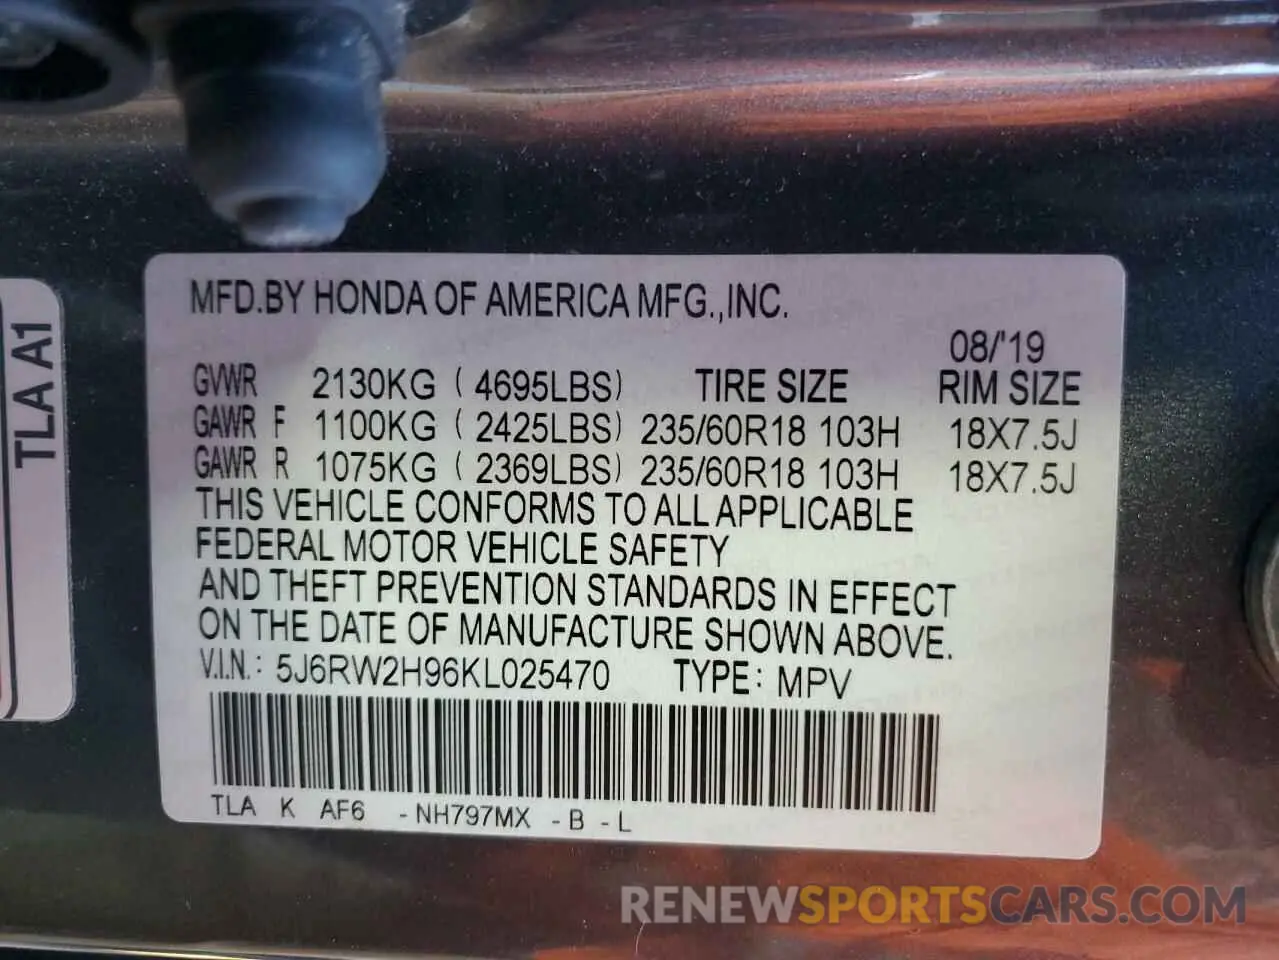 MFD.BY HONDA OF AMERICA MFG.,INC.
08/'19
GVWR 2130KG ( 4695LBS) TIRE SIZE RIM SIZE
GAWR F 1100KG ( 2425LBS) 235/60R18 103H 18X7.5J
GAWR R 1075KG ( 2369LBS) 235/60R18 103H 18X7.5J
THIS VEHICLE CONFORMS TO ALL APPLICABLE
FEDERAL MOTOR VEHICLE SAFETY
AND THEFT PREVENTION STANDARDS IN EFFECT
ON THE DATE OF MANUFACTURE SHOWN ABOVE.
V.I.N.: 5J6RW2H96KL025470 TYPE: MPV
TLA K AF6 -NH797MX -B -L
TLA A1
RENEWSPORTSCARS.COM